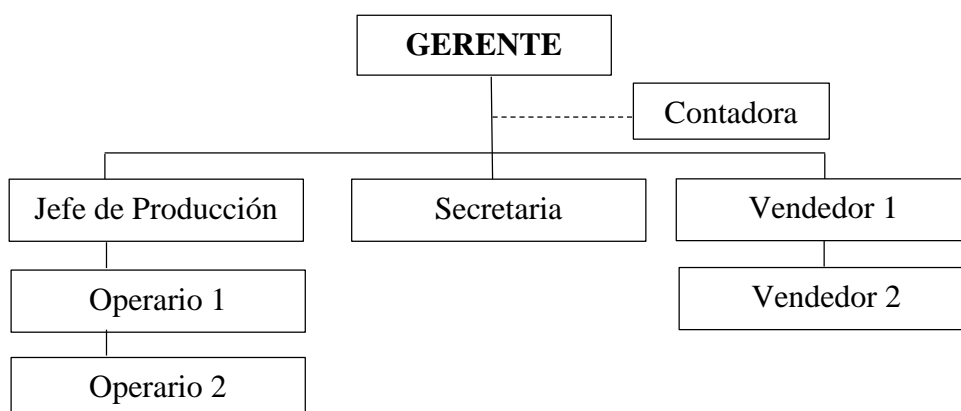 GERENTE
Contadora
Jefe de Producción
Secretaria
Vendedor 1
Operario 1
Vendedor 2
Operario 2